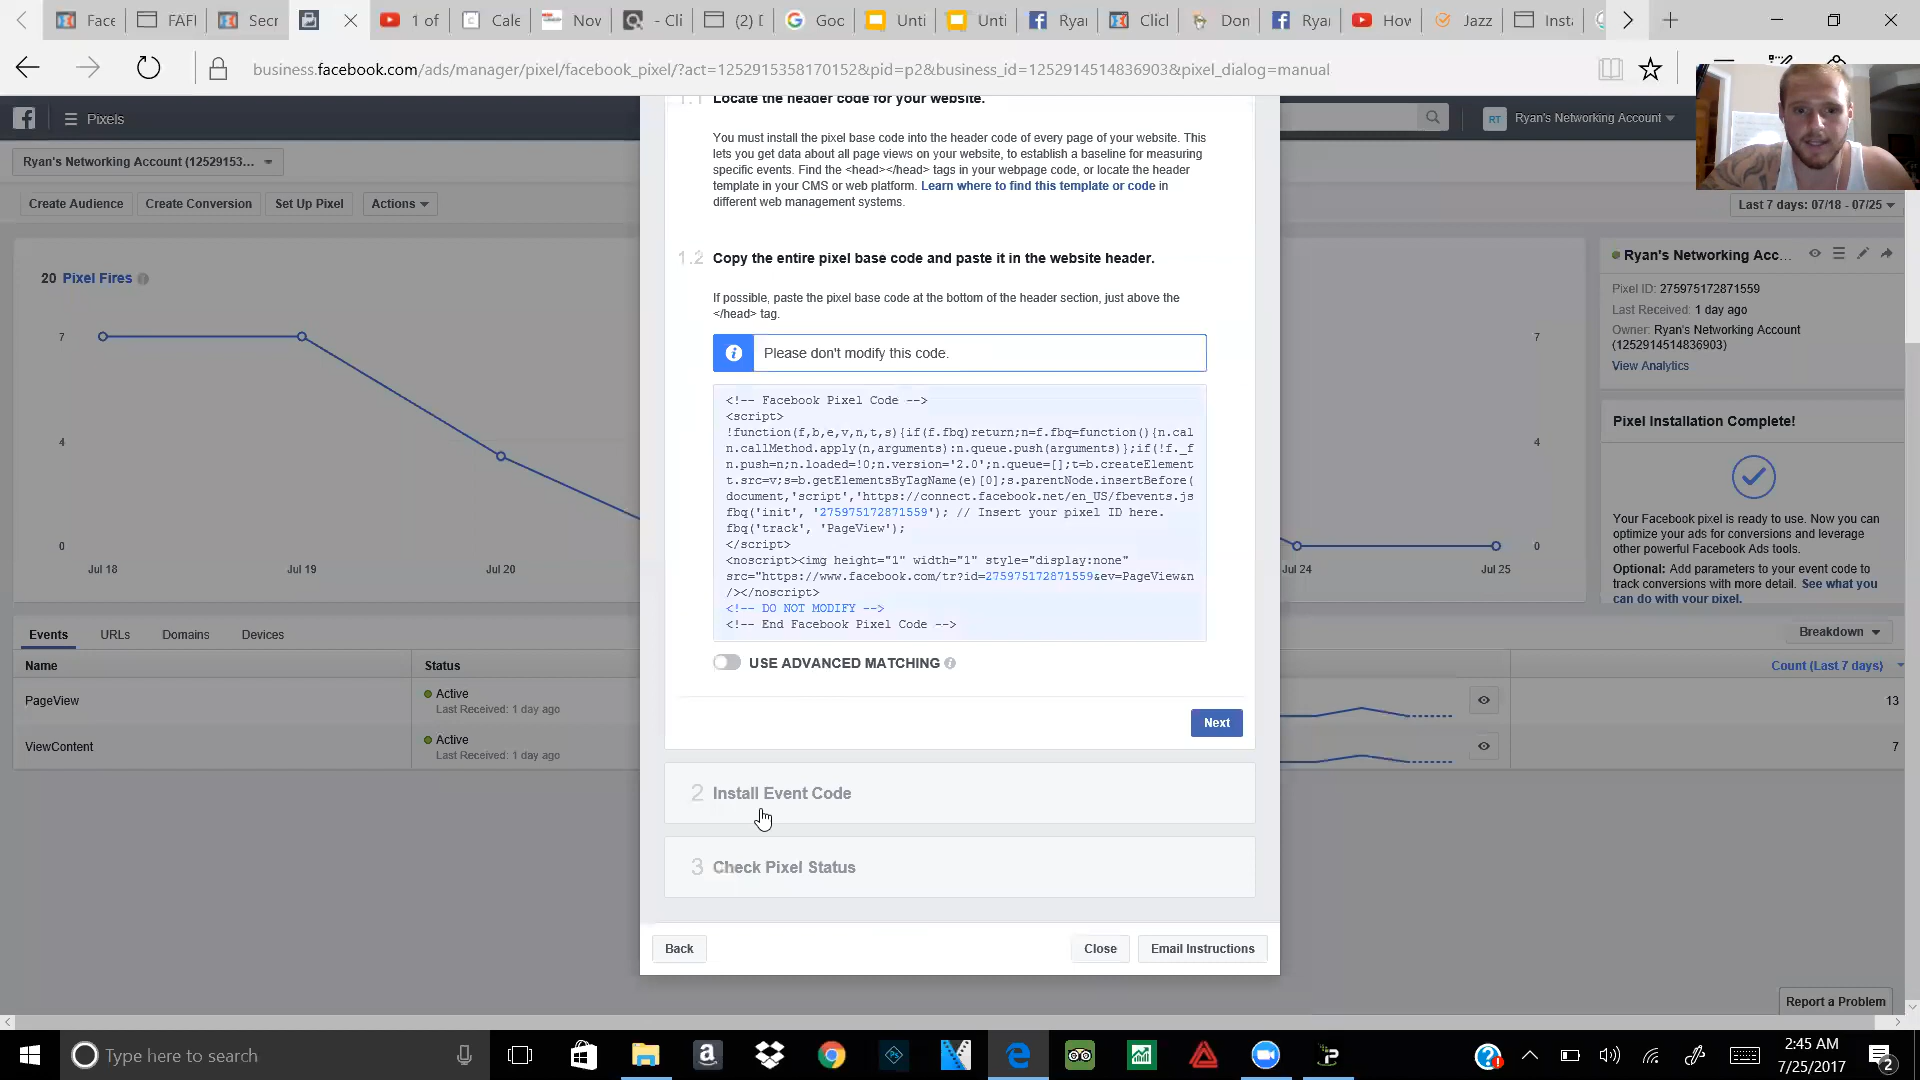 Face
FAFI
Secr
1 of
Cale
Nov
- Cli
(2) D
Goo
Unti
Unti
Rya
Clicl
Don
Rya
How
Jazz
Inst
business.facebook.com/ads/manager/pixel/facebook_pixel/?act=125291535817015​2&pid=p2&business_id=1252914514836903&pixel_dialog=manual
Pixels
Ryan's Networking Account
RT
Ryan's Networking Account (12529153...
Create Audience
Create Conversion
Set Up Pixel
Actions
Last 7 days: 07/18 - 07/25
1.1 Locate the header code for your website.
You must install the pixel base code into the header code of every page of your website. This
lets you get data about all page views on your website, to establish a baseline for measuring
specific events. Find the <head></head> tags in your webpage code, or locate the header
template in your CMS or web platform. Learn where to find this template or code in
different web management systems.
1.2 Copy the entire pixel base code and paste it in the website header.
If possible, paste the pixel base code at the bottom of the header section, just above the
</head> tag.
Please don't modify this code.
<!-- Facebook Pixel Code -->
<script>
!function(f,b,e,v,n,t,s){if(f.fbq)return;n=f.fbq=function(){n.cal
n.callMethod.apply(n,arguments):n.queue.push(arguments)};if(!f._f
n.push=n;n.loaded=!0;n.version='2.0';n.queue=[];t=b.createElement
t.src=v;s=b.getElementsByTagName(e)[0];s.parentNode.insertBefore(
document,'script','https://connect.facebook.net/en_US/fbevents.js
fbq('init', '275975172871559'); // Insert your pixel ID here.
fbq('track', 'PageView');
</script>
<noscript><img height="1" width="1" style="display:none"
src="https://www.facebook.com/tr?id=275975172871559&ev=PageView&n
/></noscript>
<!-- DO NOT MODIFY -->
<!-- End Facebook Pixel Code -->
USE ADVANCED MATCHING
Next
2 Install Event Code
3 Check Pixel Status
Back
Close
Email Instructions
20 Pixel Fires
7
4
0
Jul 18
Jul 19
Jul 20
Jul 24
Jul 25
7
4
0
Ryan's Networking Acc...
Pixel ID: 275975172871559
Last Received: 1 day ago
Owner: Ryan's Networking Account
(1252914514836903)
View Analytics
Pixel Installation Complete!
Your Facebook pixel is ready to use. Now you can
optimize your ads for conversions and leverage
other powerful Facebook Ads tools.
Optional: Add parameters to your event code to
track conversions with more detail. See what you
can do with your pixel.
Events
URLs
Domains
Devices
Breakdown
Name
Status
Count (Last 7 days)
PageView
Active
Last Received: 1 day ago
13
ViewContent
Active
Last Received: 1 day ago
7
Report a Problem
Type here to search
2:45 AM
7/25/2017
2